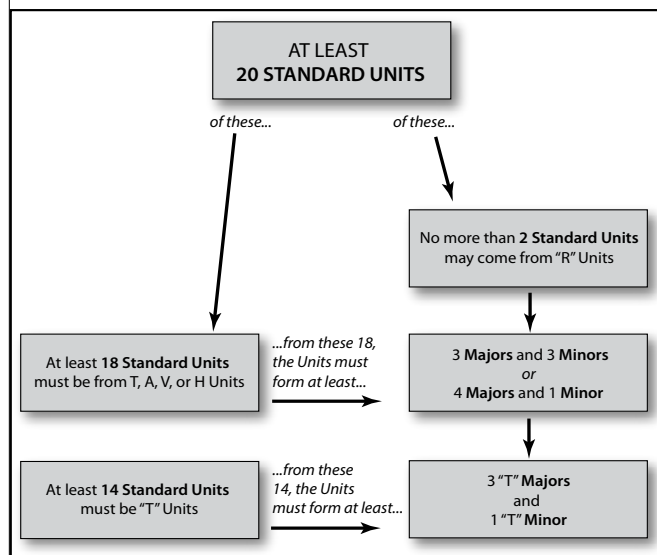 AT LEAST
20 STANDARD UNITS
of these...
of these...
No more than 2 Standard Units
may come from “R” Units
At least 18 Standard Units
must be from T, A, V, or H Units
...from these 18,
the Units must
form at least...
3 Majors and 3 Minors
or
4 Majors and 1 Minor
At least 14 Standard Units
must be “T” Units
...from these
14, the Units
must form at least...
3 “T” Majors
and
1 “T” Minor